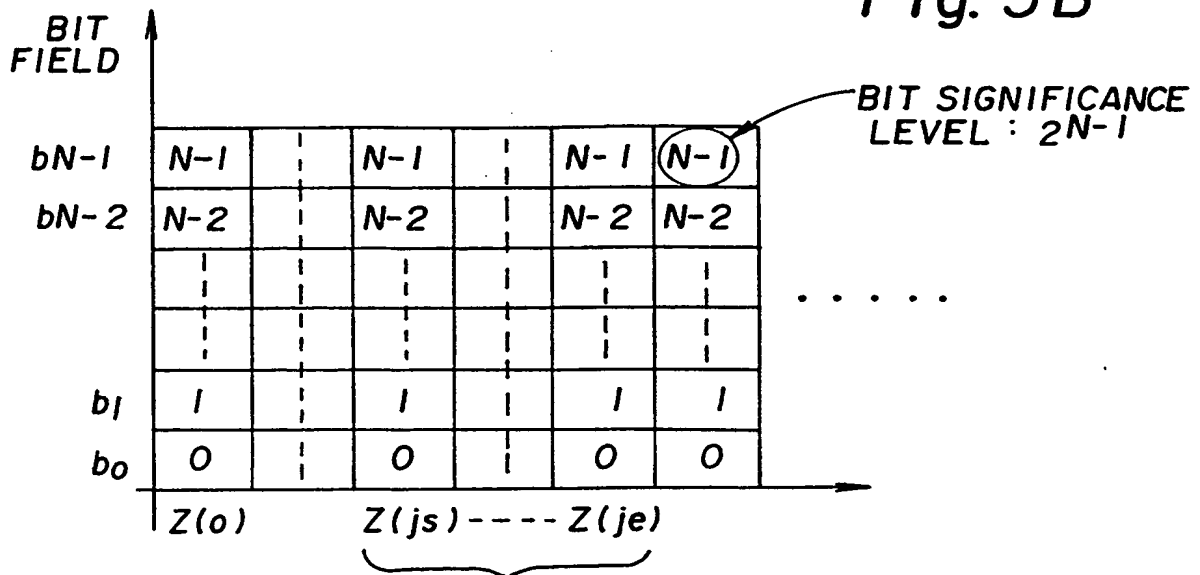 Fig. 5B
BIT
FIELD
BIT SIGNIFICANCE
LEVEL : 2^N-1
bN-1 N-1 N-1 N-1 N-1
bN-2 N-2 N-2 N-2 N-2
. . . . .
b1 1 1 1 1
b0 0 0 0 0
Z(0) Z(js) ---- Z(je)